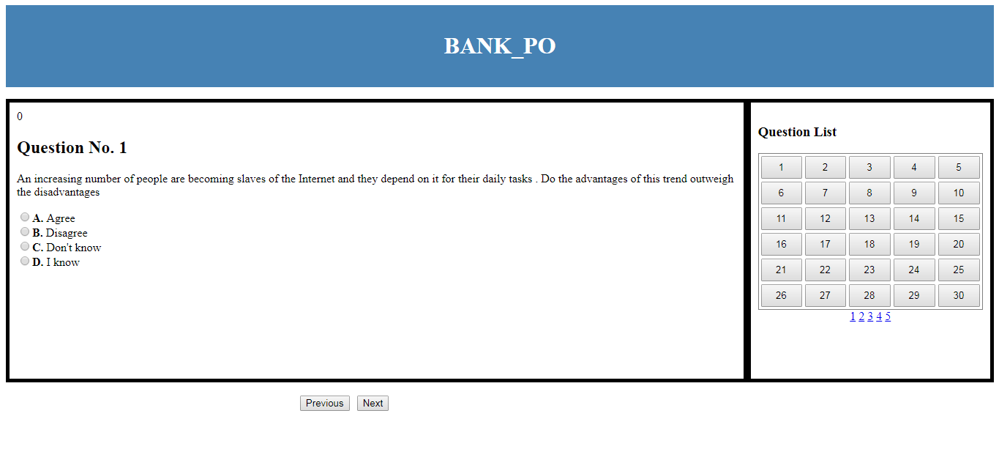 BANK_PO
0
Question No. 1
An increasing number of people are becoming slaves of the Internet and they depend on it for their daily tasks . Do the advantages of this trend outweigh
the disadvantages
A. Agree
B. Disagree
C. Don't know
D. I know
Previous Next
Question List
1 2 3 4 5
6 7 8 9 10
11 12 13 14 15
16 17 18 19 20
21 22 23 24 25
26 27 28 29 30
1 2 3 4 5